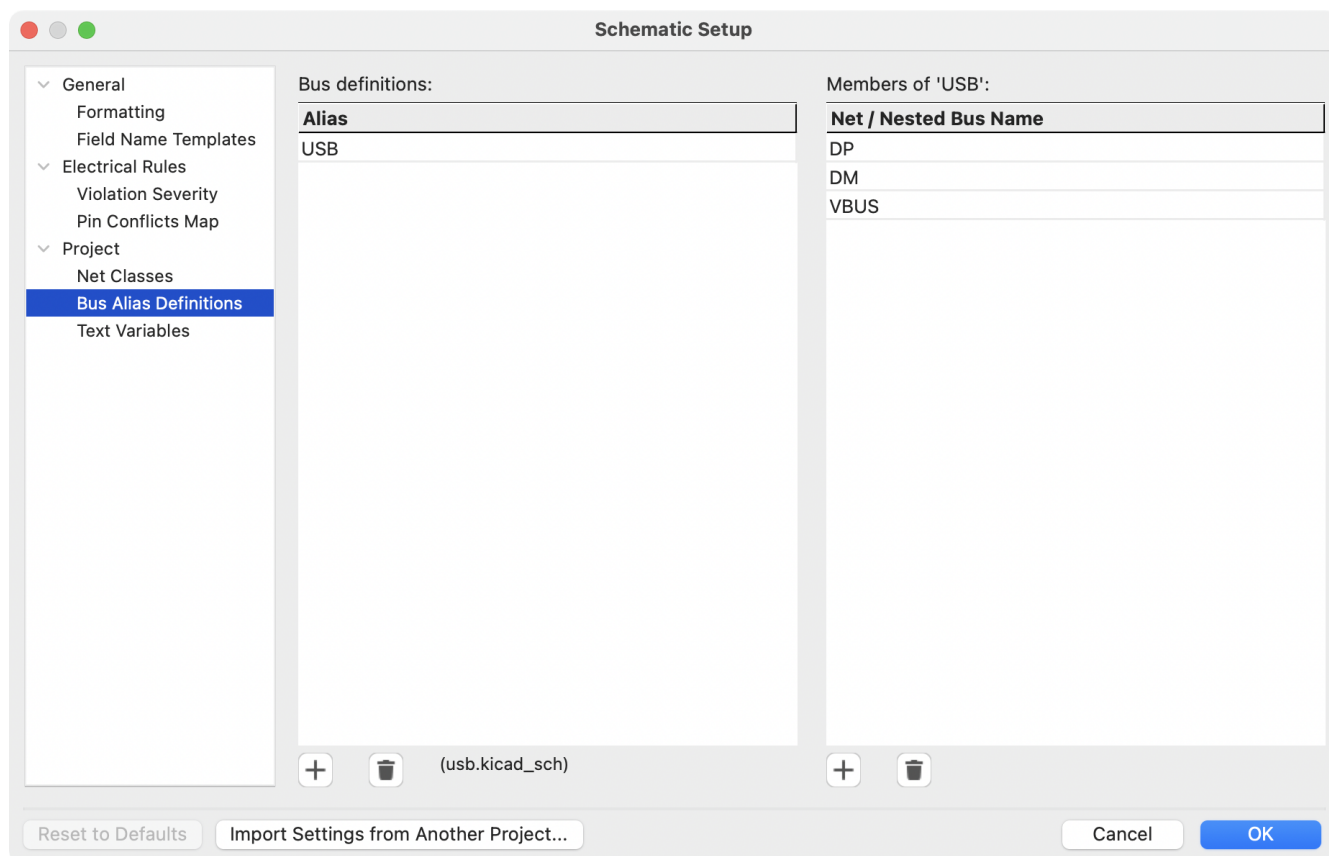 Schematic Setup
General
Formatting
Field Name Templates
Electrical Rules
Violation Severity
Pin Conflicts Map
Project
Net Classes
Bus Alias Definitions
Text Variables
Bus definitions:
Alias
USB
(usb.kicad_sch)
Members of 'USB':
Net / Nested Bus Name
DP
DM
VBUS
Reset to Defaults
Import Settings from Another Project...
Cancel
OK